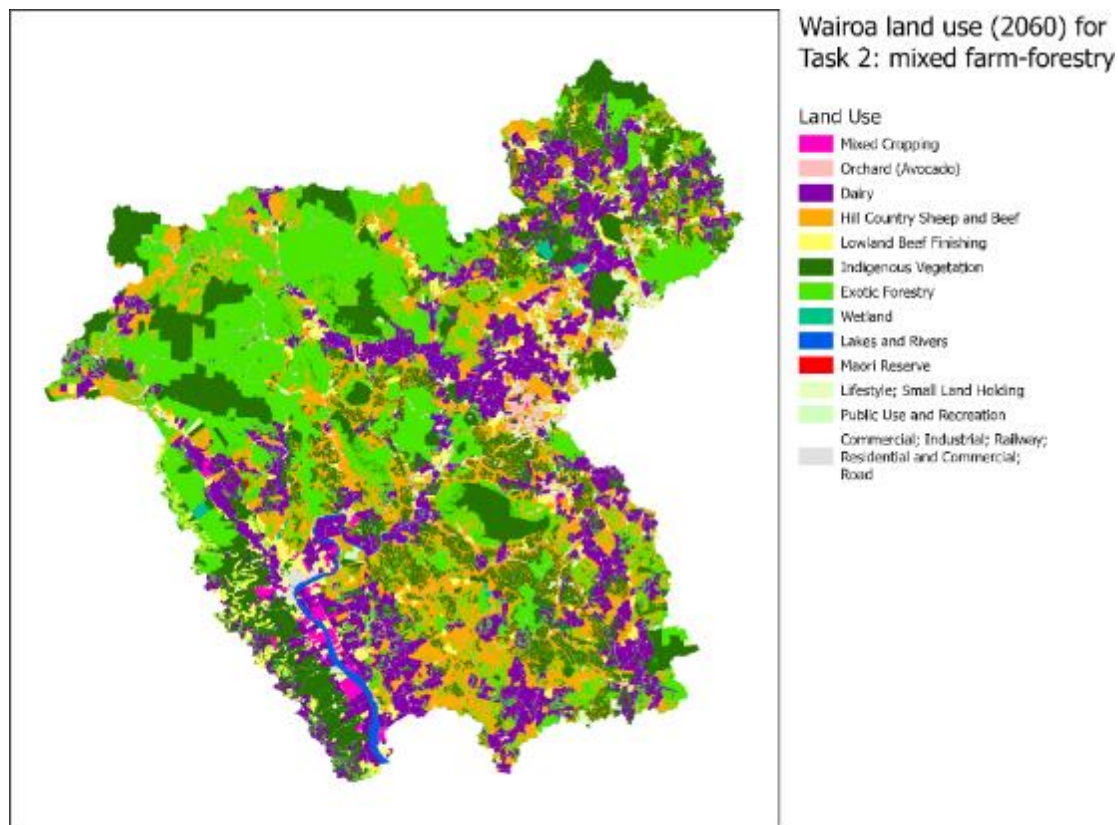 Wairoa land use (2060) for
Task 2: mixed farm-forestry
Land Use
Mixed Cropping
Orchard (Avocado)
Dairy
Hill Country Sheep and Beef
Lowland Beef Finishing
Indigenous Vegetation
Exotic Forestry
Wetland
Lakes and Rivers
Maori Reserve
Lifestyle; Small Land Holding
Public Use and Recreation
Commercial; Industrial; Railway;
Residential and Commercial;
Road